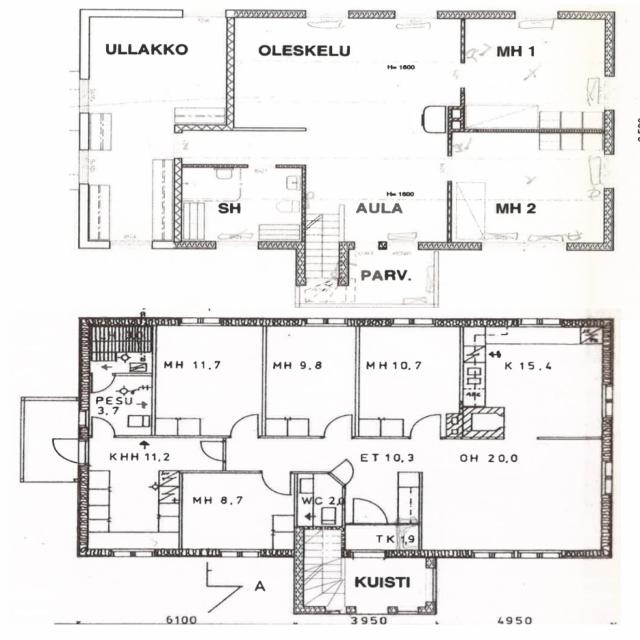 ULLAKKO
OLESKELU
MH 1
H= 1600
SH
H= 1600
AULA
MH 2
PARV.
MH 11,7
MH 9,8
MH 10,7
K 15,4
PESU
3,7
KHH 11,2
ET 10,3
OH 20,0
MH 8,7
WC 2,0
TK 1,9
KUISTI
A
6100
3950
4950